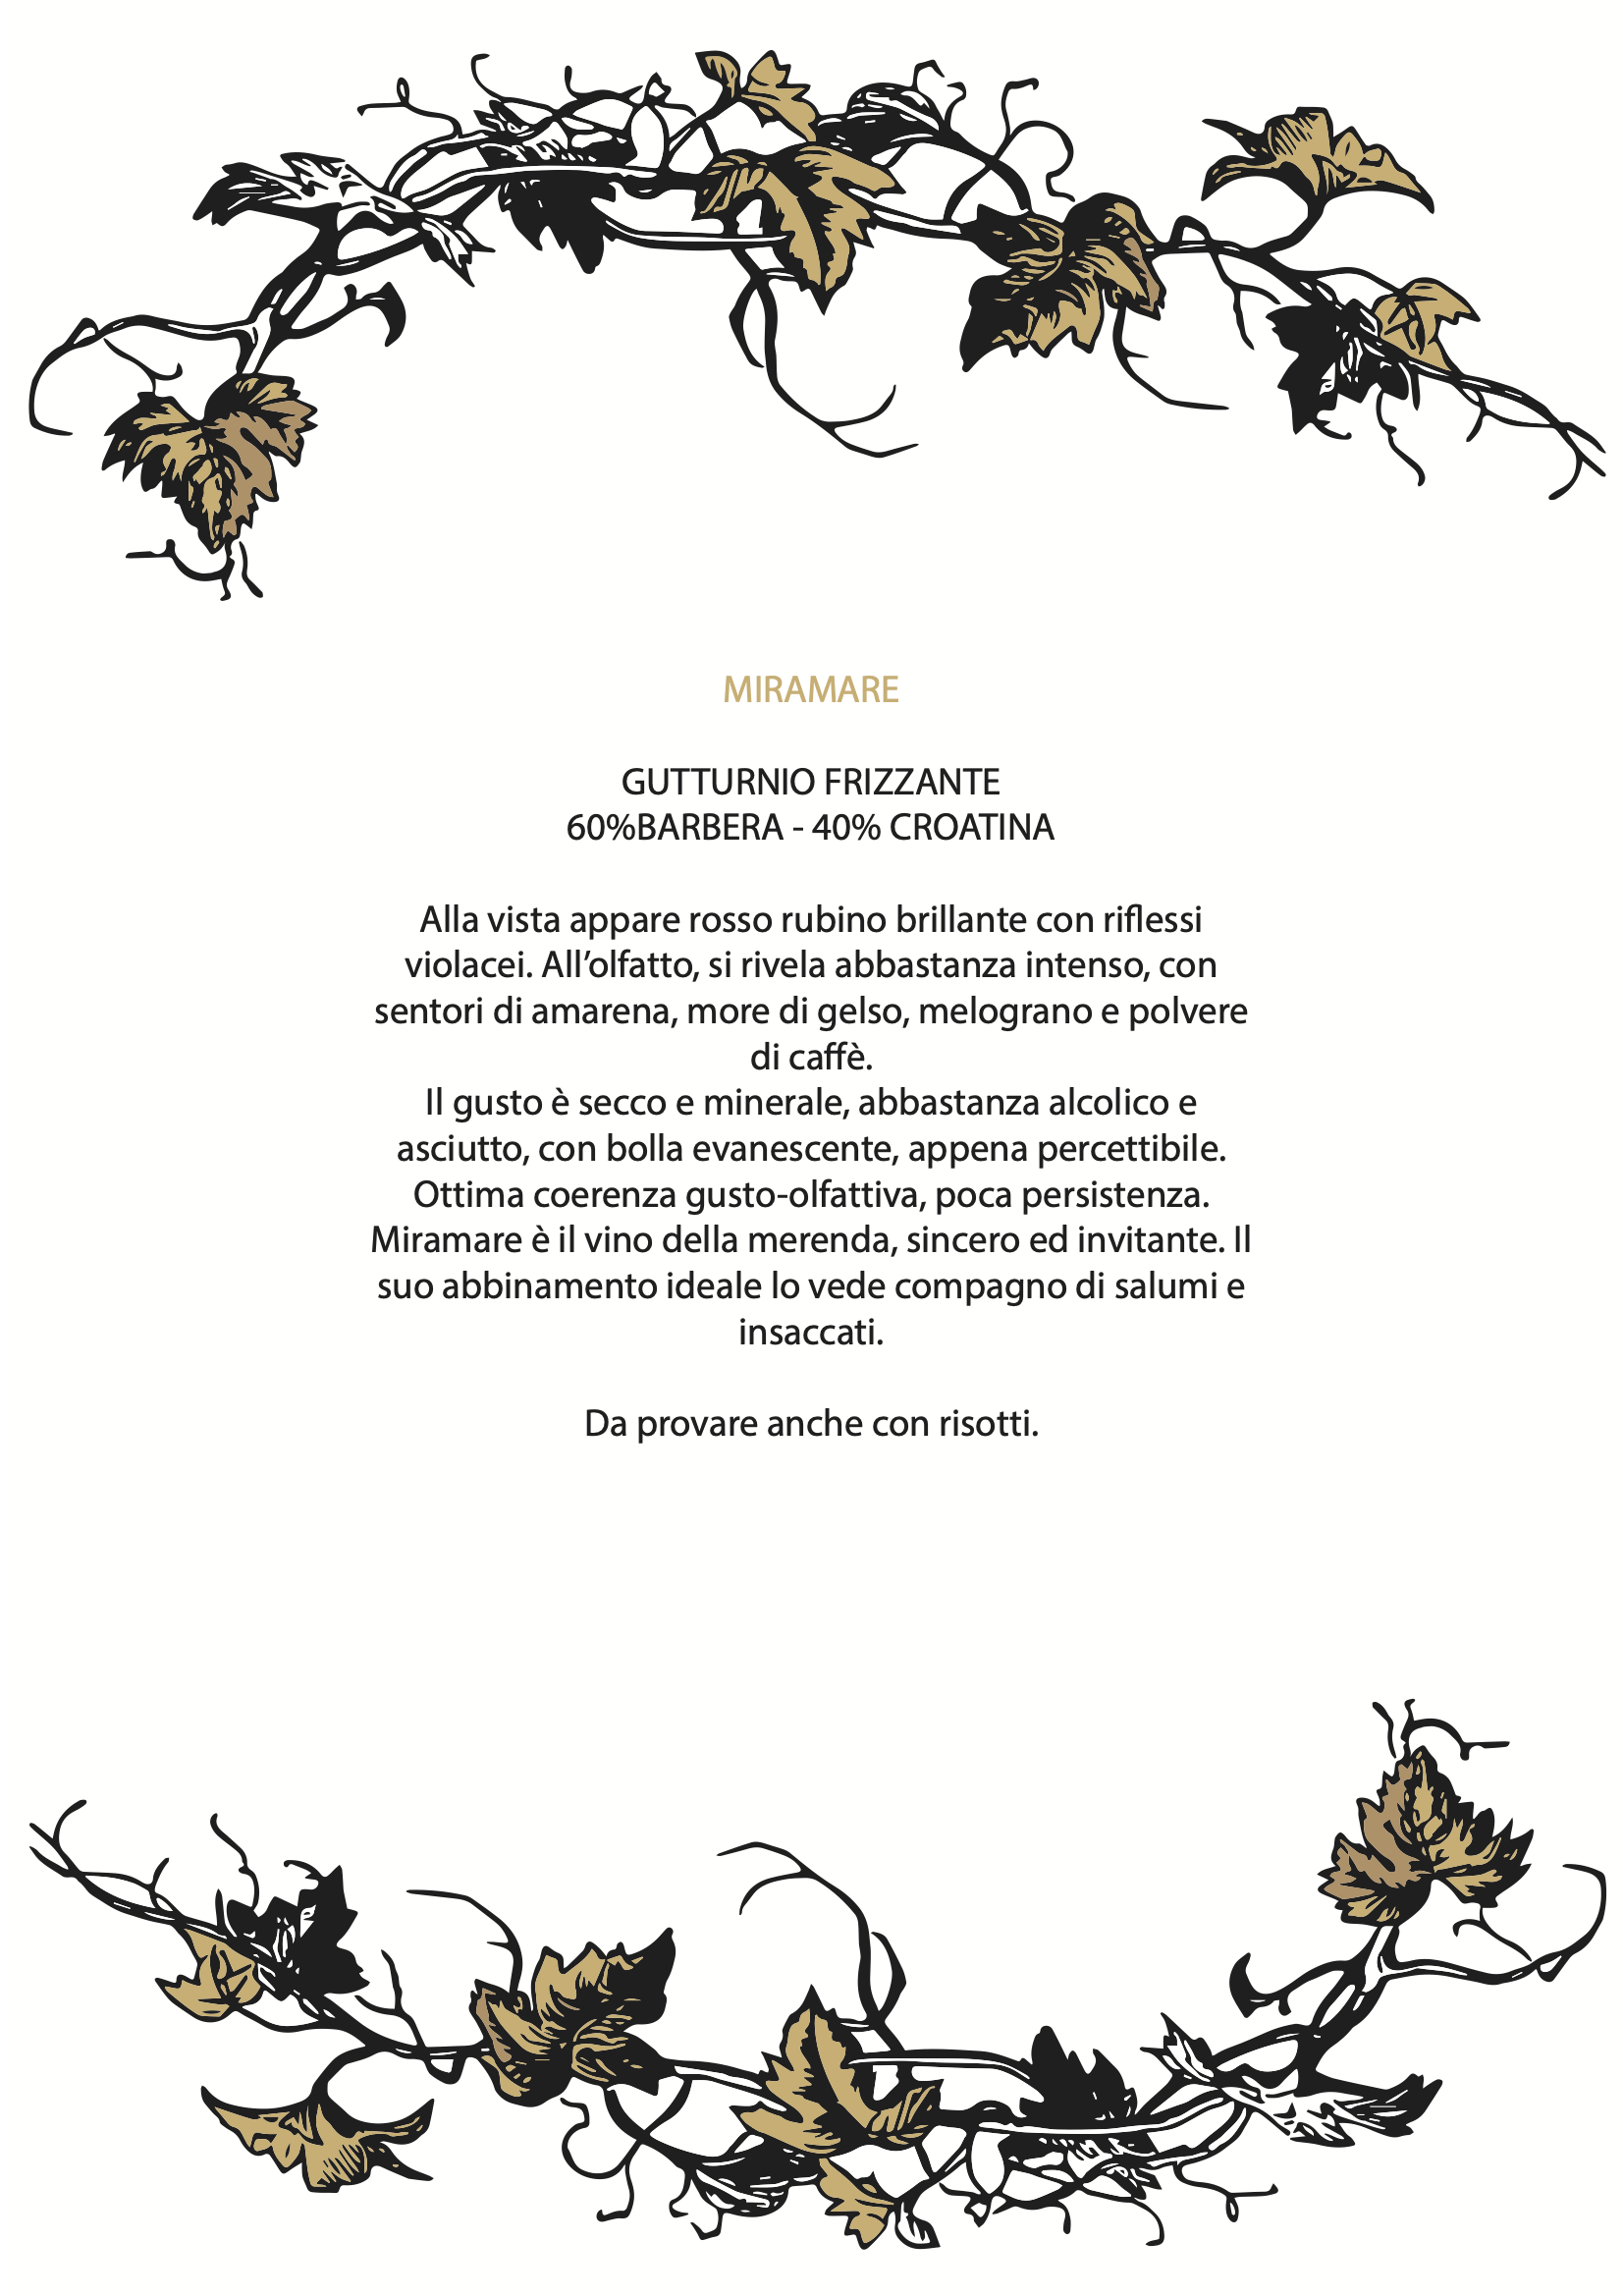 MIRAMARE
GUTTURNIO FRIZZANTE
60%BARBERA - 40% CROATINA
Alla vista appare rosso rubino brillante con riflessi
violacei. All’olfatto, si rivela abbastanza intenso, con
sentori di amarena, more di gelso, melograno e polvere
di caffè.
Il gusto è secco e minerale, abbastanza alcolico e
asciutto, con bolla evanescente, appena percettibile.
Ottima coerenza gusto-olfattiva, poca persistenza.
Miramare è il vino della merenda, sincero ed invitante. Il
suo abbinamento ideale lo vede compagno di salumi e
insaccati.
Da provare anche con risotti.